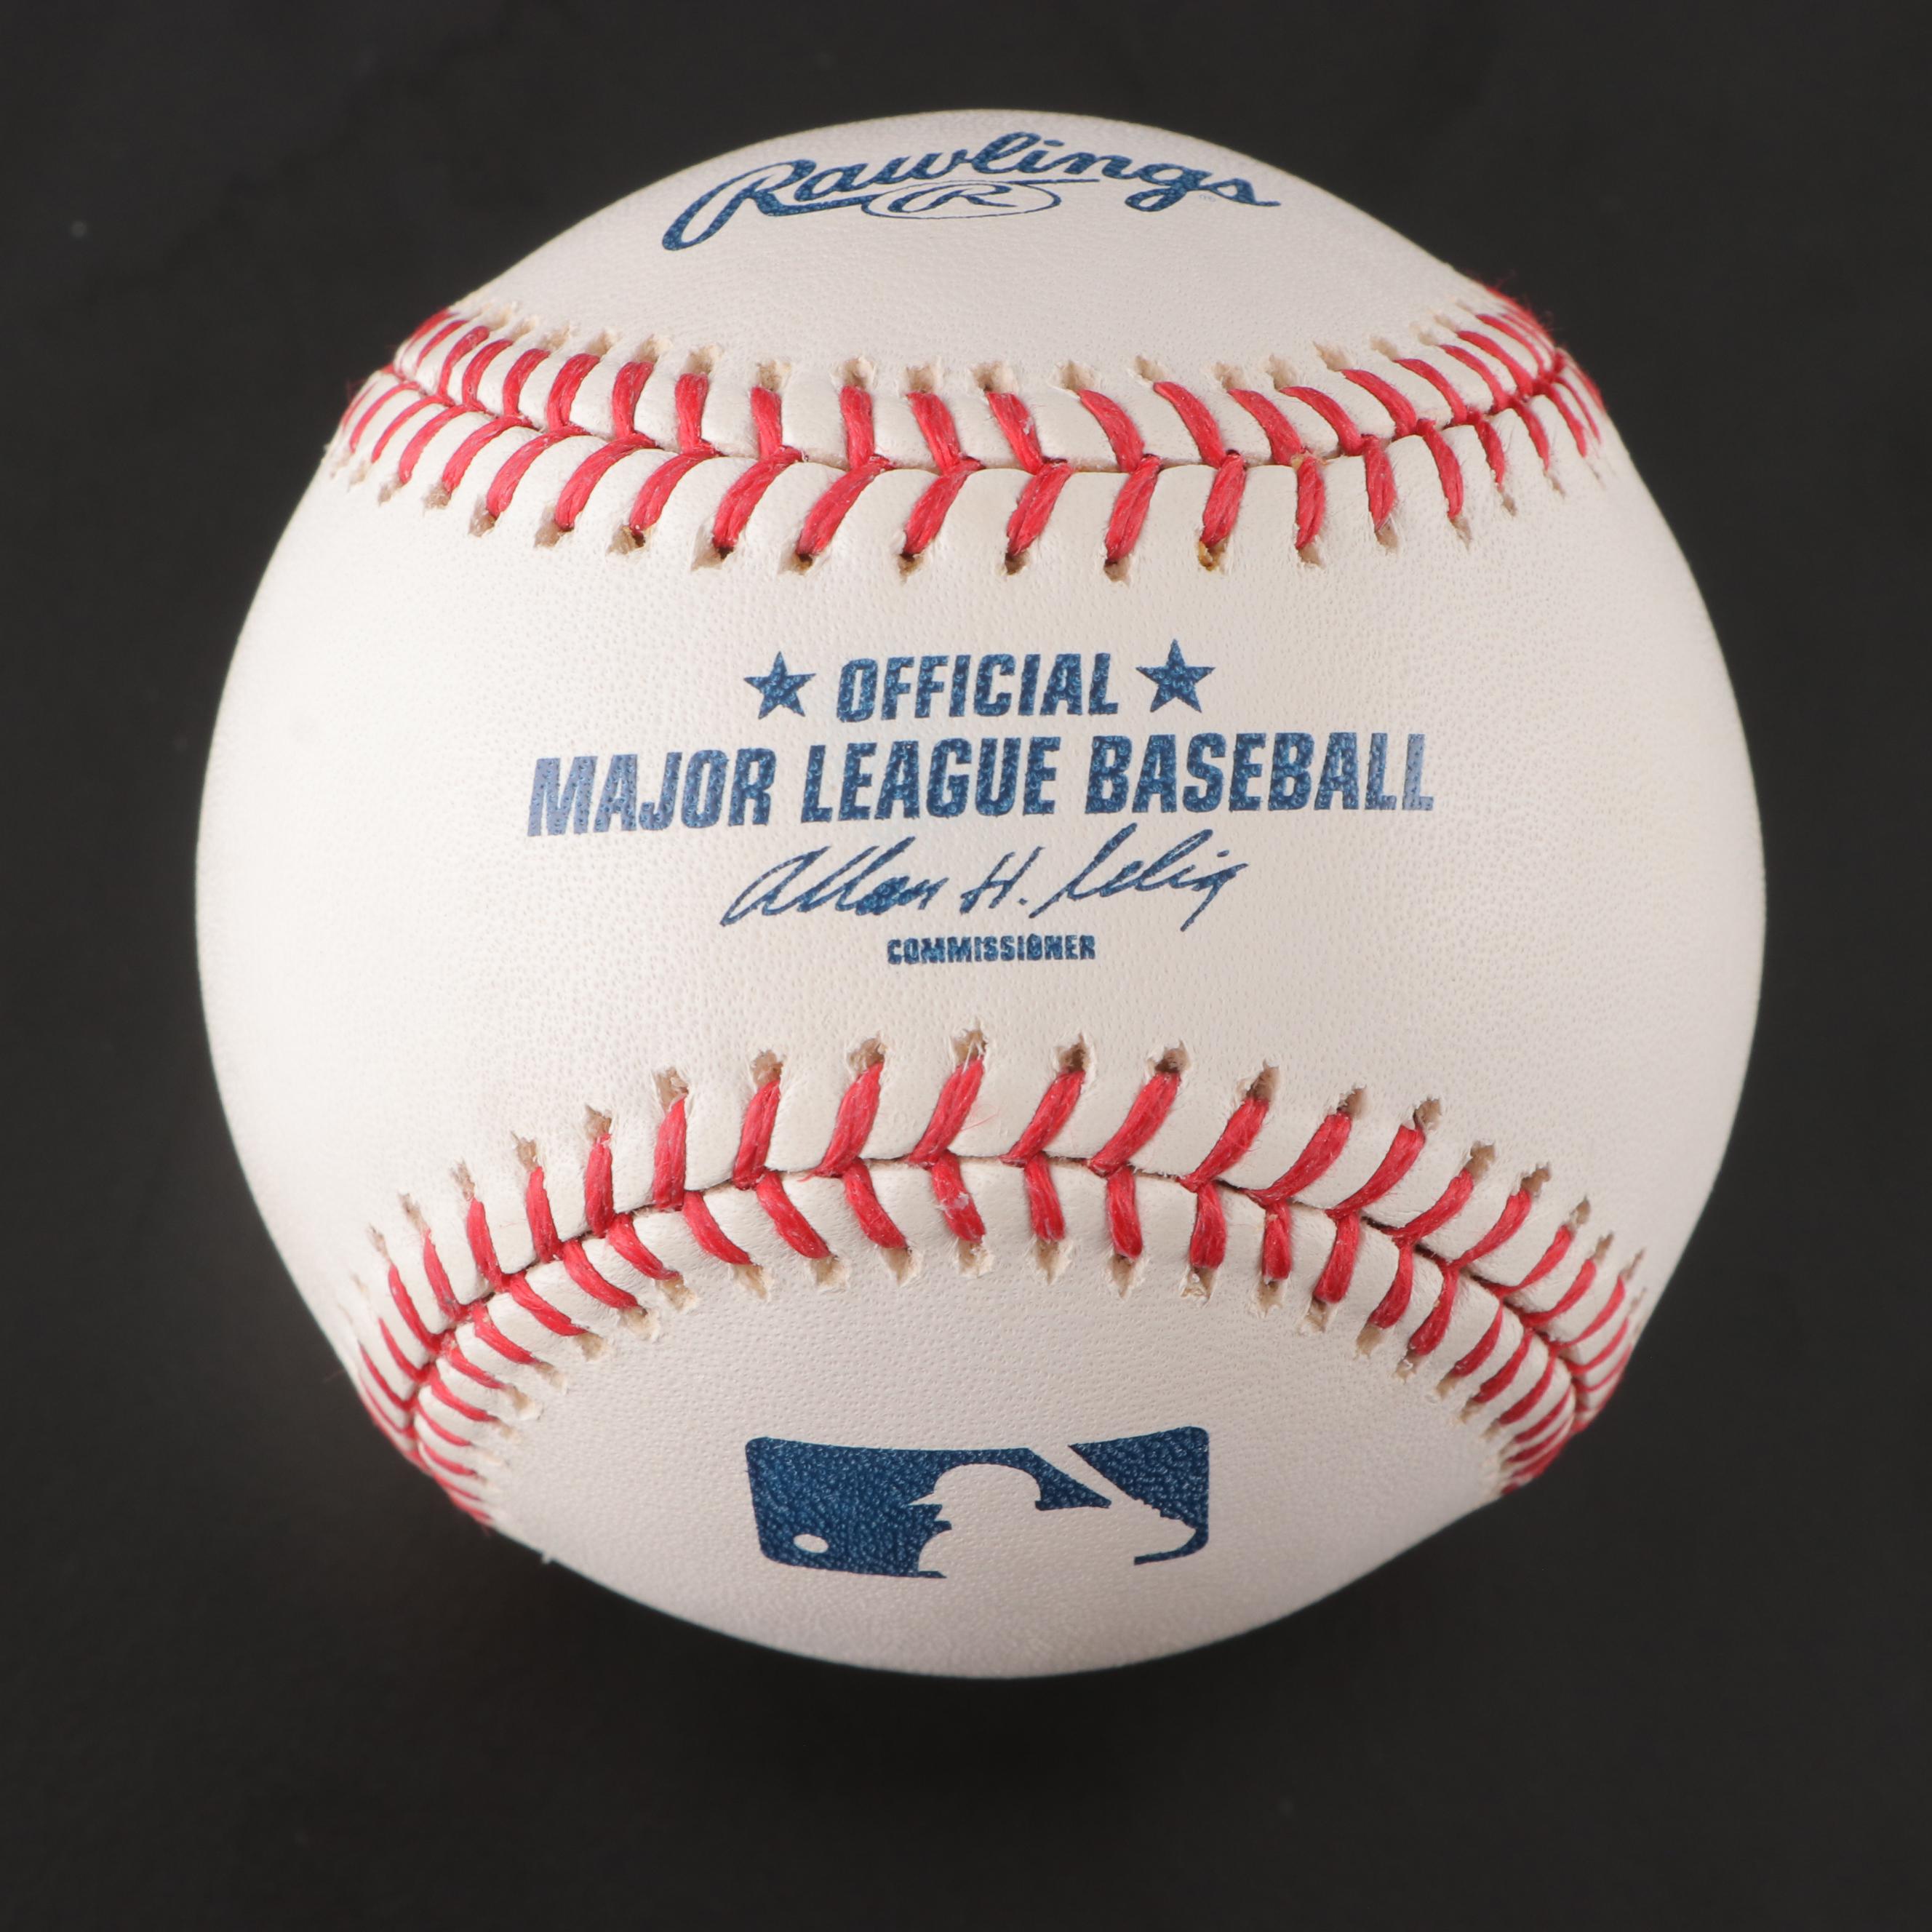 Rawlings
R
OFFICIAL
MAJOR LEAGUE BASEBALL
Allan H. Selig
COMMISSIONER